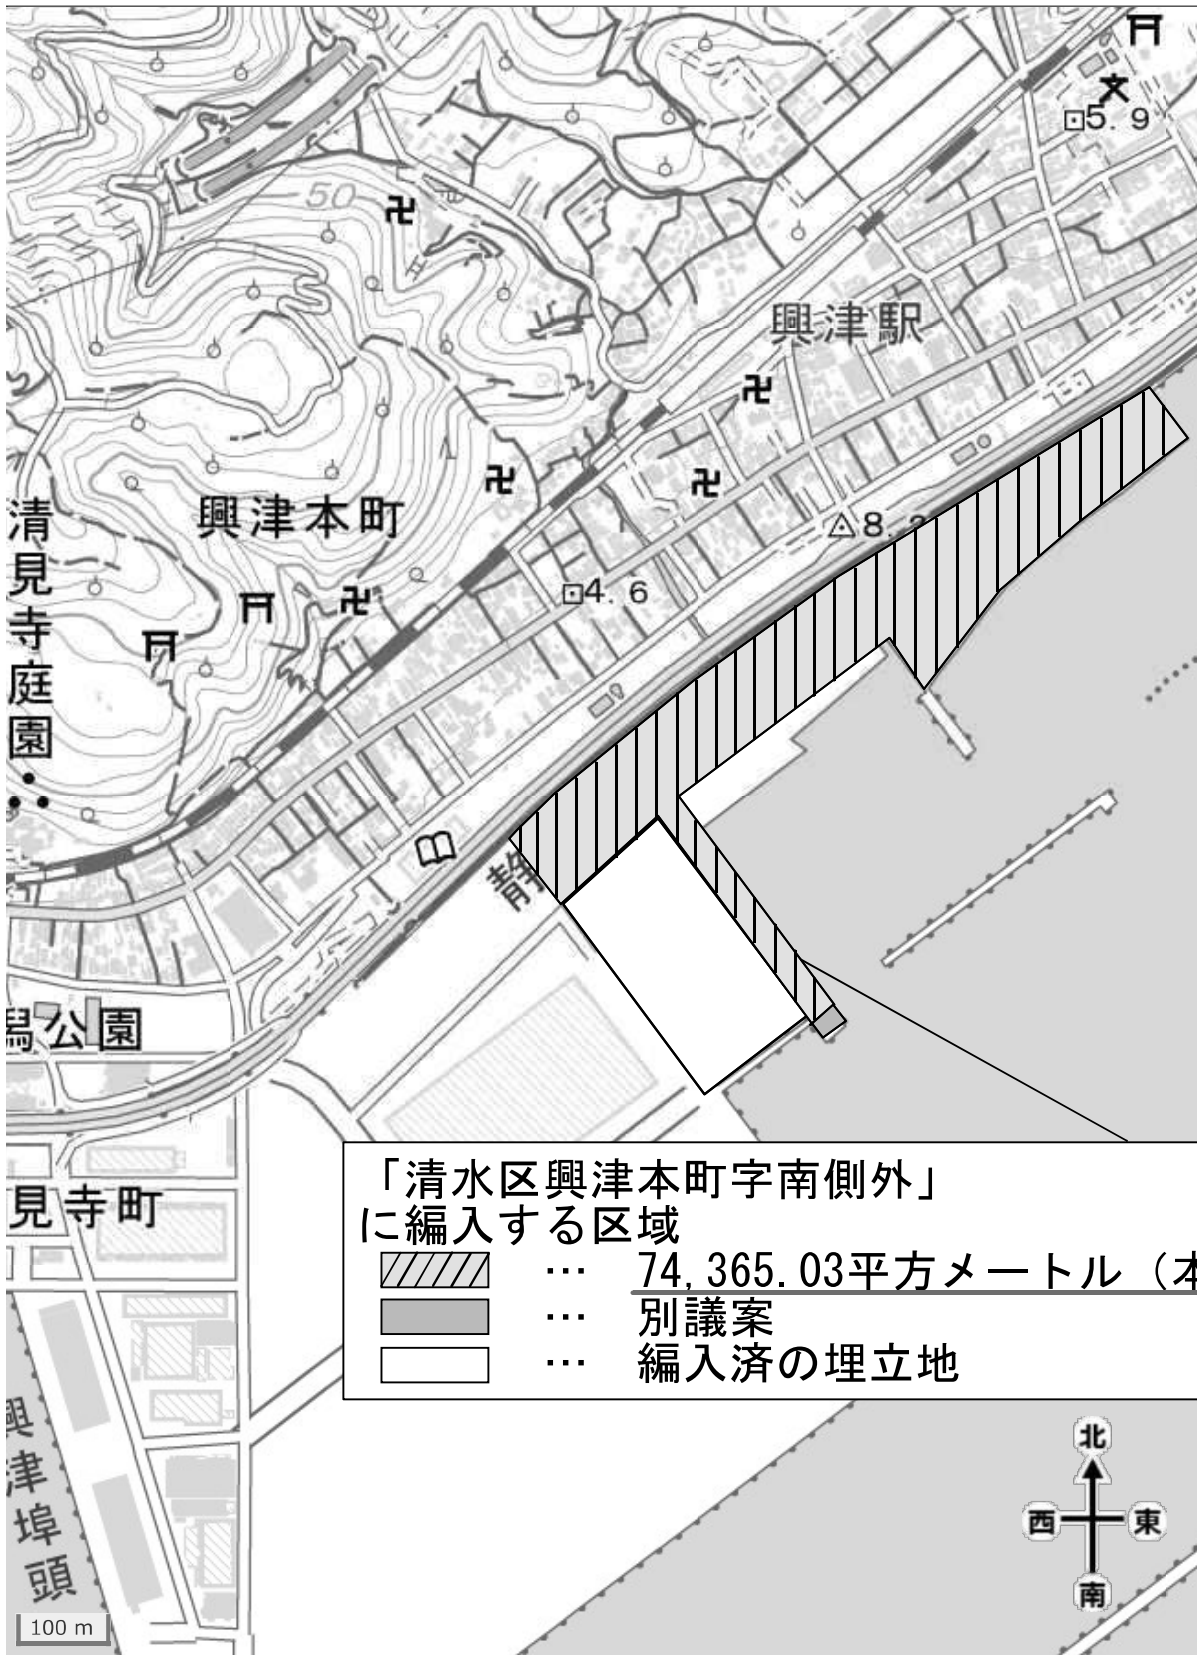 5.9
50
興津駅
清見寺庭園
興津本町
8.
4.6
静
公園
見寺町
「清水区興津本町字南側外」
に編入する区域
… 74,365.03平方メートル（本
… 別議案
… 編入済の埋立地
興津埠頭
北
西 東
南
100 m